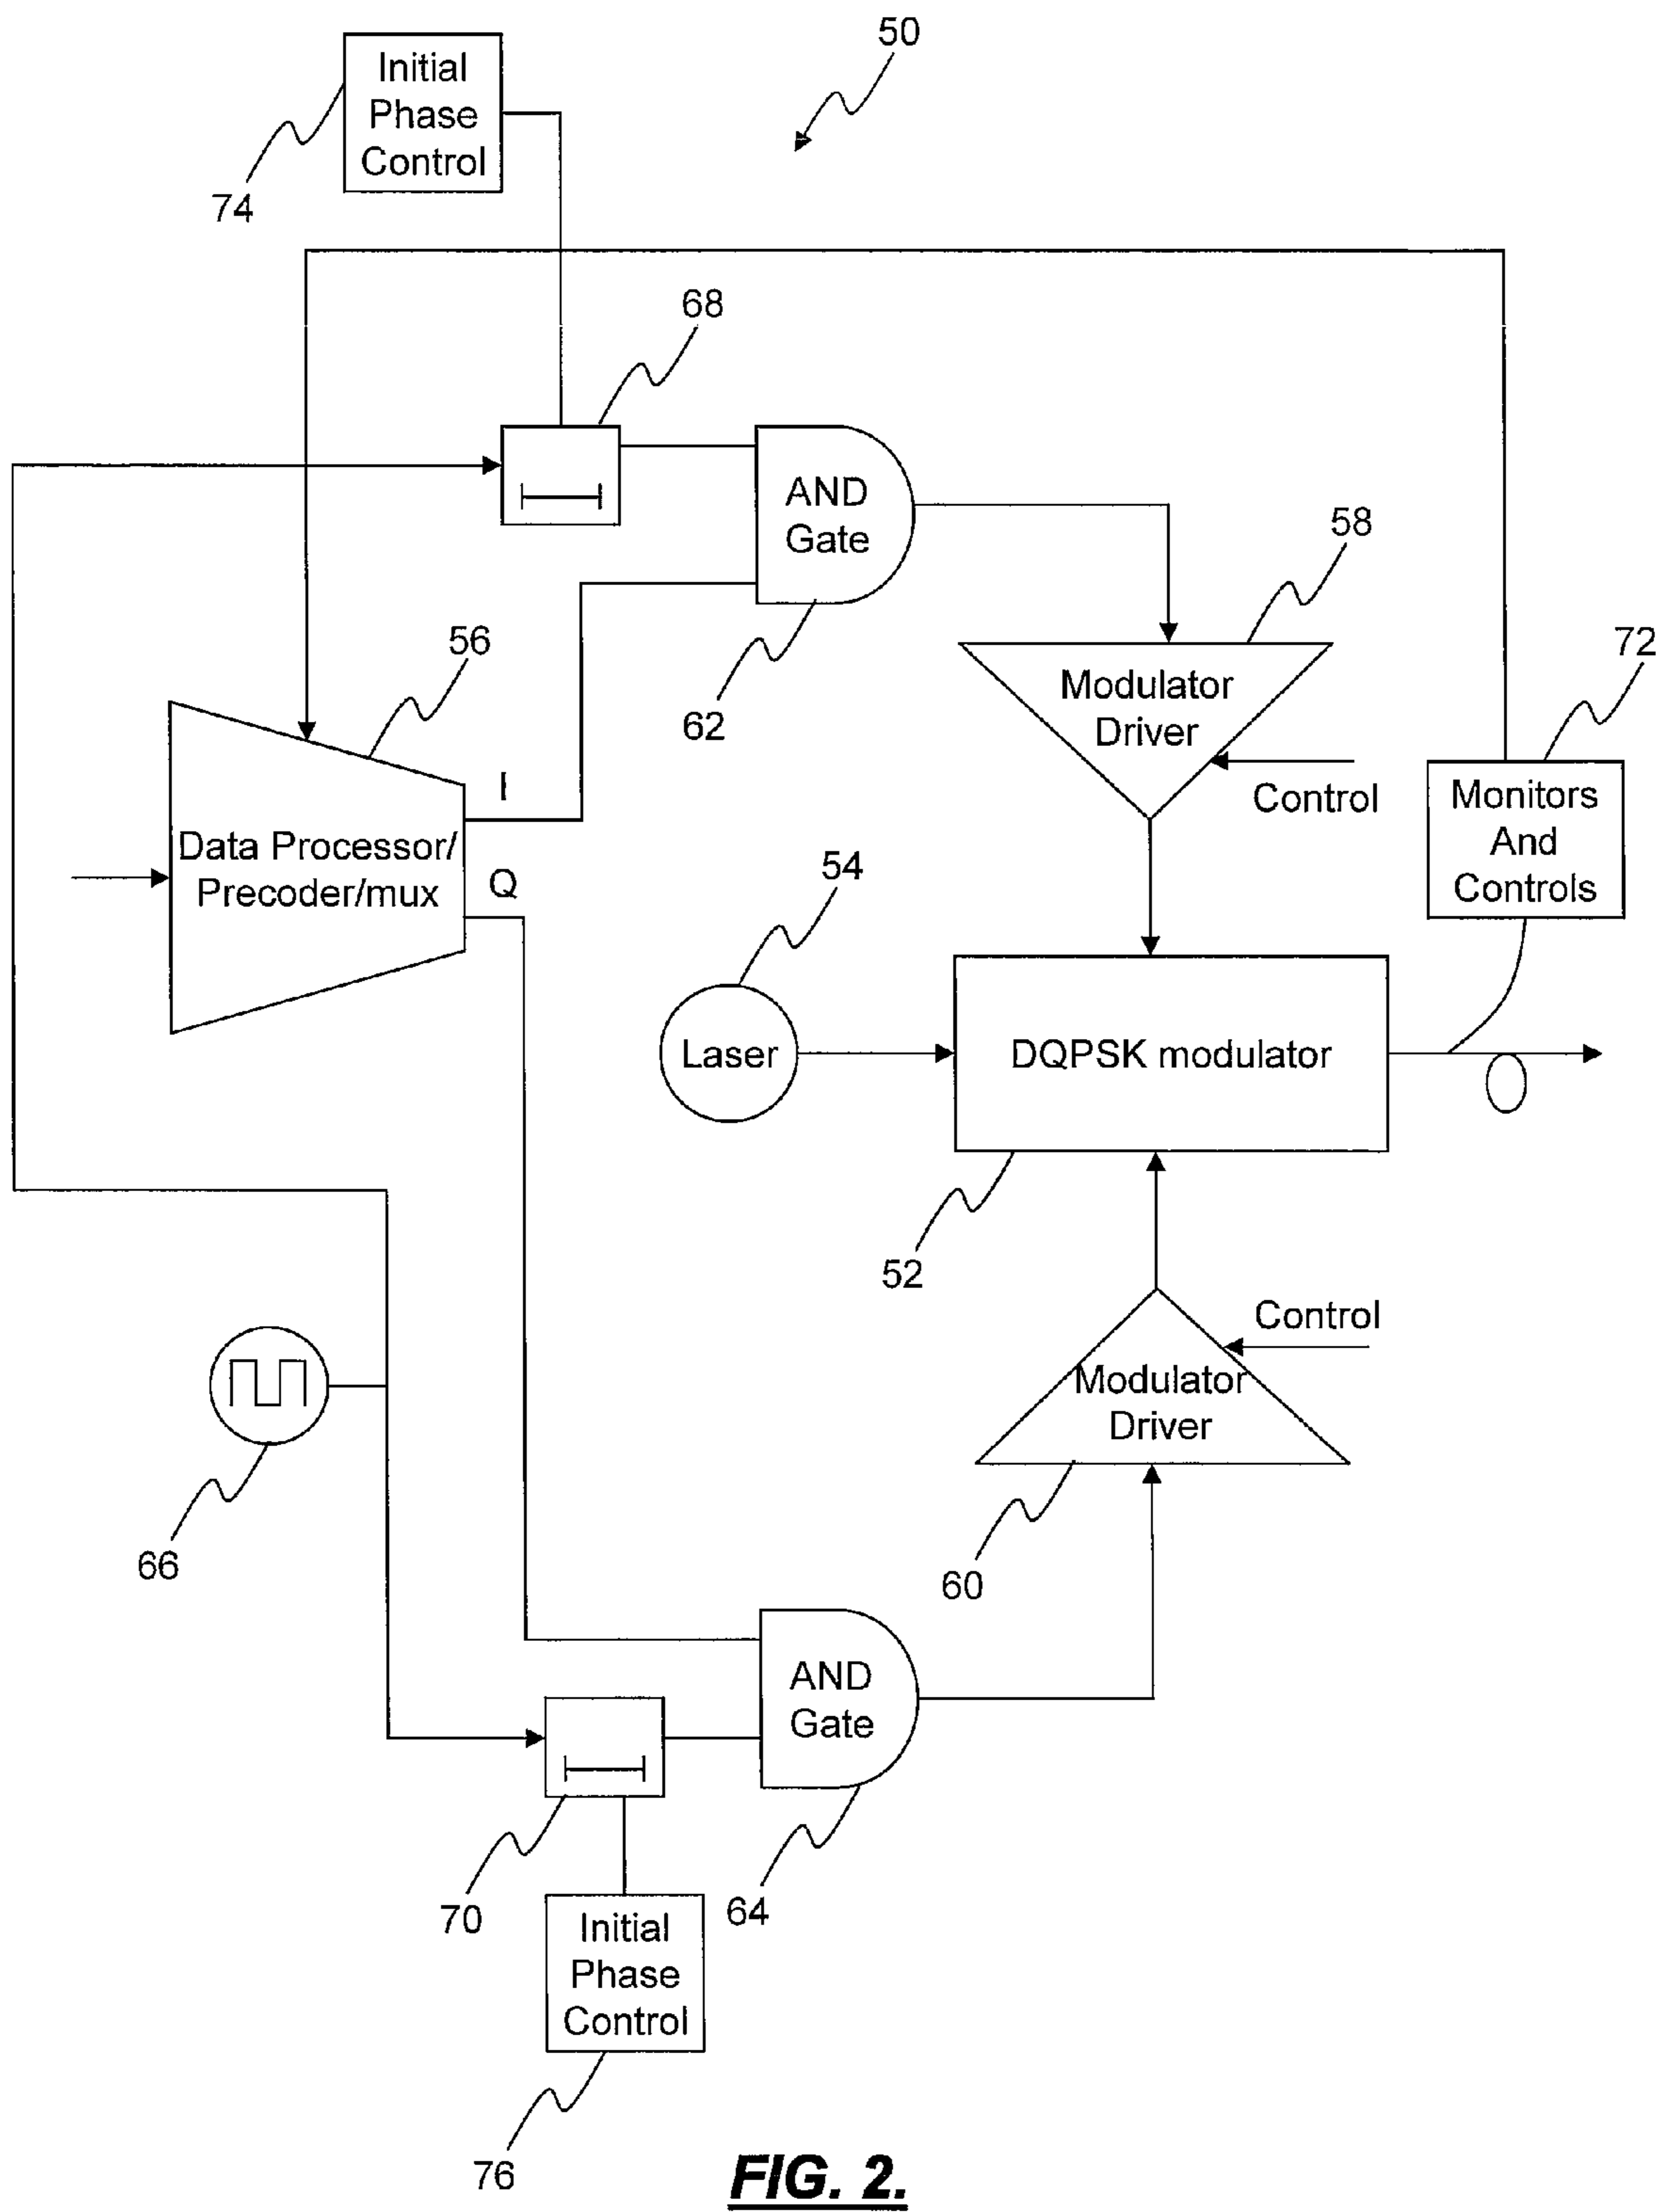 50
Initial
Phase
Control
74
68
AND
Gate
58
56
62
Modulator
Driver
72
I
Control
Monitors
And
Controls
Data Processor/
Precoder/mux
Q
54
Laser
DQPSK modulator
52
Control
Modulator
Driver
66
60
AND
Gate
70
64
Initial
Phase
Control
76
FIG. 2.